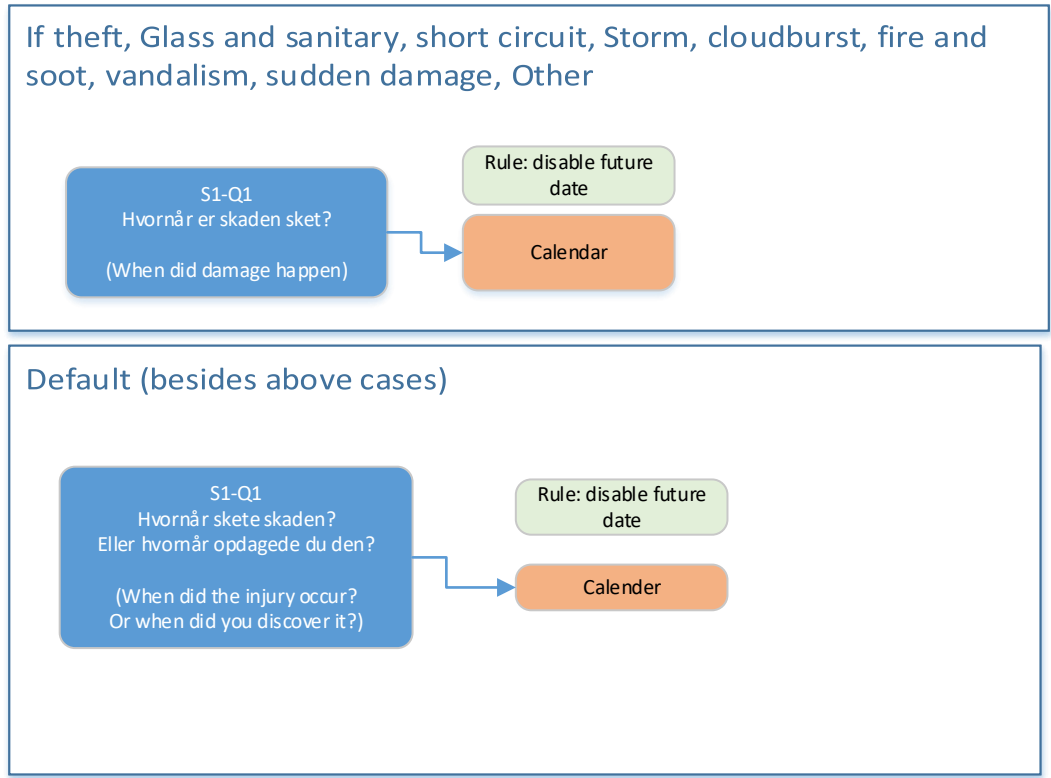 If theft, Glass and sanitary, short circuit, Storm, cloudburst, fire and
soot, vandalism, sudden damage, Other
S1-Q1
Hvornår er skaden sket?
(When did damage happen)
Rule: disable future
date
Calendar
Default (besides above cases)
S1-Q1
Hvornår skete skaden?
Eller hvornår opdagede du den?
(When did the injury occur?
Or when did you discover it?)
Rule: disable future
date
Calender